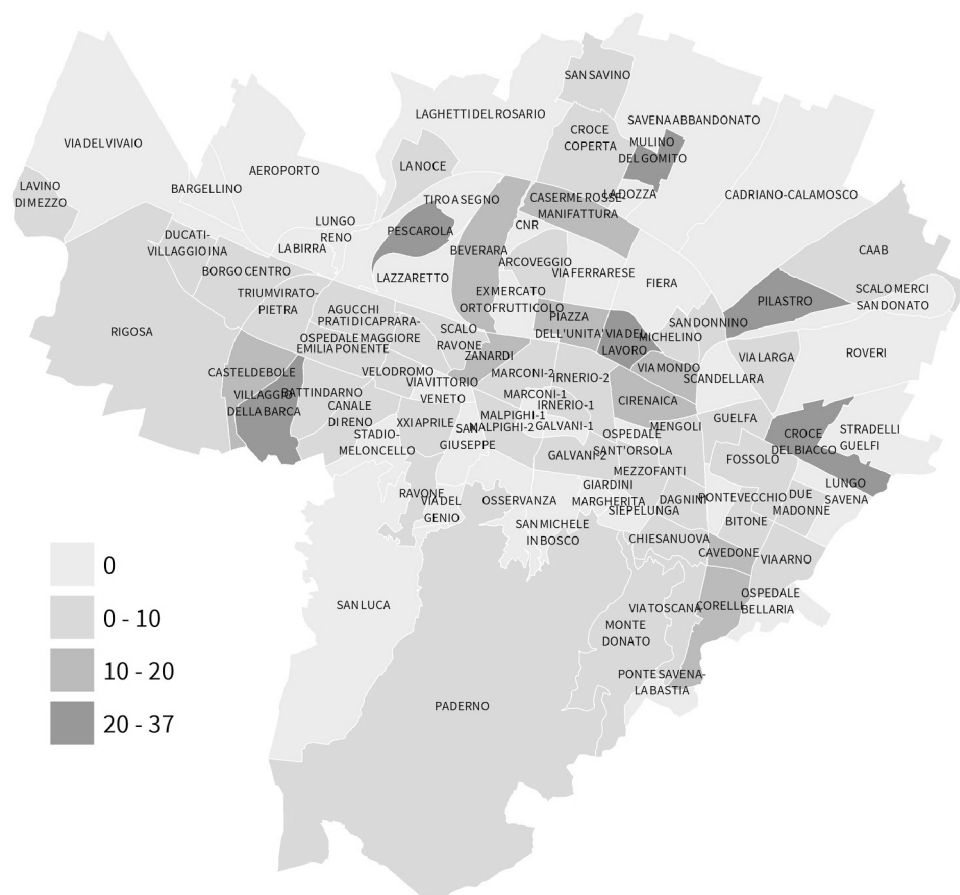 SAN SAVINO
LAGHETTI DEL ROSARIO
SAVENA ABBANDONATO
CROCE
COPERTA
MULINO
DEL GOMITO
VIA DEL VIVAIO
LA NOCE
AEROPORTO
BARGELLINO
LAVINO
DI MEZZO
TIRO A SEGNO
CASERME ROSSE-
MANIFATTURA
LA DOZZA
CADRIANO-CALAMOSCO
LUNGO
RENO
CNR
PESCAROLA
DUCATI-
VILLAGGIO INA
LA BIRRA
BEVERARA
ARCOVEGGIO
CAAB
BORGO CENTRO
LAZZARETTO
VIA FERRARESE
FIERA
TRIUMVIRATO-
PIETRA
EX MERCATO
ORTOFRUTTICOLO
SCALO MERCI
SAN DONATO
PILASTRO
AGUCCHI
PRATI DI CAPRARA-
OSPEDALE MAGGIORE
EMILIA PONENTE
RIGOSA
SCALO
RAVONE
PIAZZA
DELL'UNITA'
VIA DEL
LAVORO
MICHELINO
SAN DONNINO
ZANARDI
VIA LARGA
ROVERI
CASTELDEBOLE
VELODROMO
VIA VITTORIO
VENETO
MARCONI-2
IRNERIO-2
VIA MONDO
SCANDELLARA
VILLAGGIO
DELLA BARCA
BATTINDARNO
CANALE
DI RENO
MARCONI-1
IRNERIO-1
CIRENAICA
XXI APRILE
SAN
GIUSEPPE
MALPIGHI-1
MALPIGHI-2
GALVANI-1
MENGOLI
GUELFA
STRADELLI
GUELFI
STADIO-
MELONCELLO
OSPEDALE
SANT'ORSOLA
CROCE
DEL BIACCO
GALVANI-2
FOSSOLO
MEZZOFANTI
LUNGO
SAVENA
RAVONE
VIA DEL
GENIO
OSSERVANZA
GIARDINI
MARGHERITA
SIEPELUNGA
DAGNINI
PONTEVECCHIO
DUE
MADONNE
SAN MICHELE
IN BOSCO
BITONE
CHIESANUOVA
CAVEDONE
VIA ARNO
0
SAN LUCA
VIA TOSCANA
CORELLI
OSPEDALE
BELLARIA
0 - 10
MONTE
DONATO
10 - 20
PONTE SAVENA-
LA BASTIA
PADERNO
20 - 37